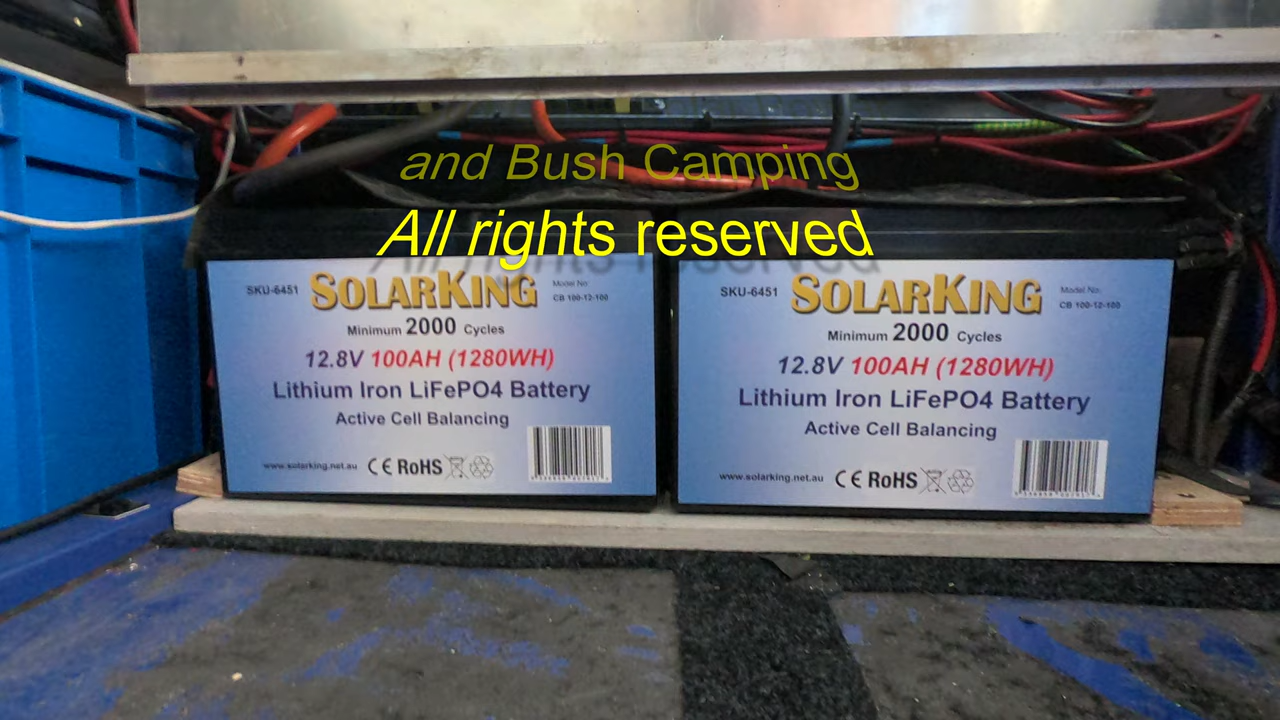 and Bush Camping
All rights reserved
SKU-6451 SOLARKING Model No:
CB 100-12-100
Minimum 2000 Cycles
12.8V 100AH (1280WH)
Lithium Iron LiFePO4 Battery
Active Cell Balancing
www.solarking.net.au CE RoHS
SKU-6451 SOLARKING Model No:
CB 100-12-100
Minimum 2000 Cycles
12.8V 100AH (1280WH)
Lithium Iron LiFePO4 Battery
Active Cell Balancing
www.solarking.net.au CE RoHS